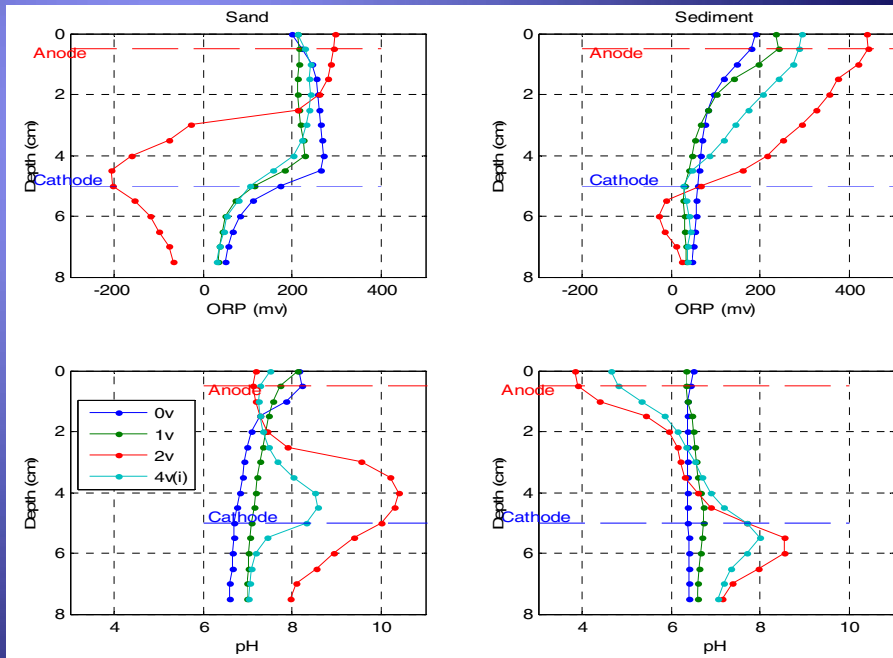 Sand
Sediment
0
2
4
6
8
Depth (cm)
Anode
Cathode
-200
0
200
400
ORP (mv)
0
2
4
6
8
Depth (cm)
Anode
Cathode
-200
0
200
400
ORP (mv)
0
2
4
6
8
Depth (cm)
Anode
0v
1v
2v
4v(i)
Cathode
4
6
8
10
pH
0
2
4
6
8
Depth (cm)
Anode
Cathode
4
6
8
10
pH